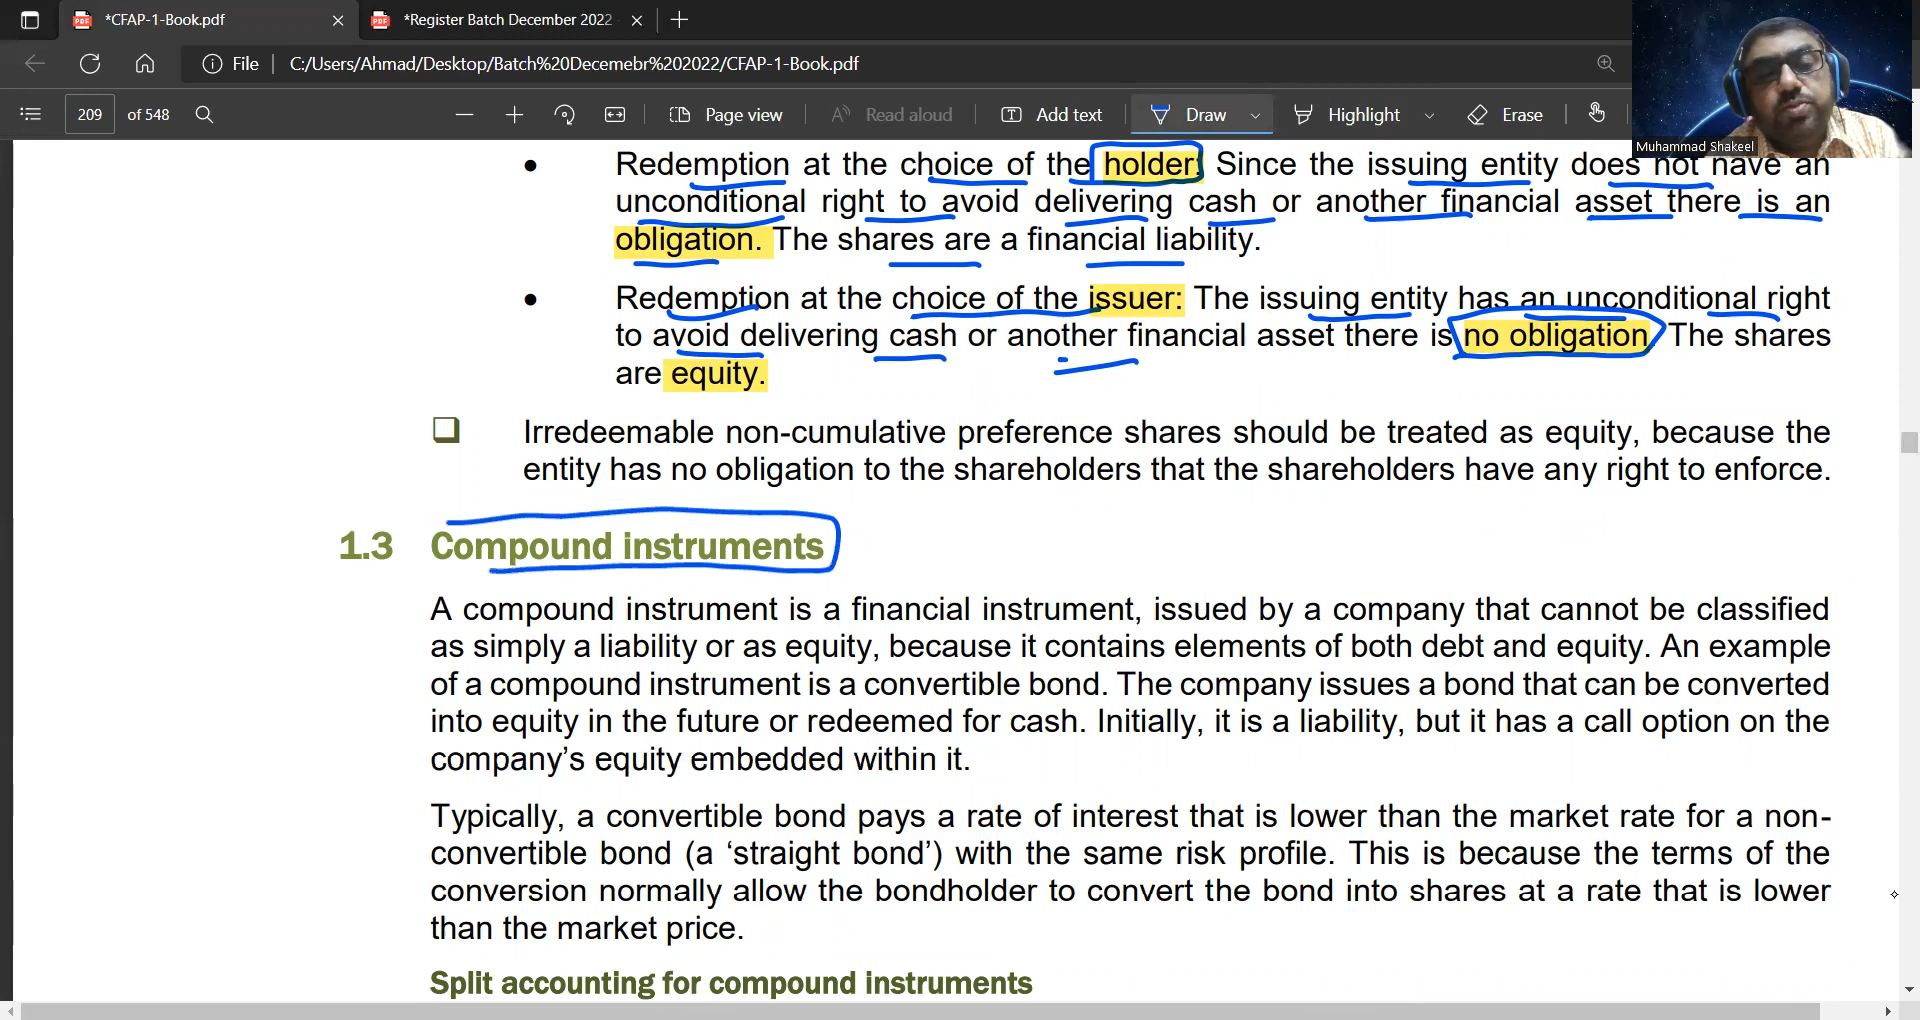 *CFAP-1-Book.pdf
*Register Batch December 2022
File
C:/Users/Ahmad/Desktop/Batch%20Decemebr%202022/CFAP-1-Book.pdf
209 of 548
Page view
Read aloud
Add text
Draw
Highlight
Erase
Muhammad Shakeel
• Redemption at the choice of the holder: Since the issuing entity does not have an
unconditional right to avoid delivering cash or another financial asset there is an
obligation. The shares are a financial liability.
• Redemption at the choice of the issuer: The issuing entity has an unconditional right
to avoid delivering cash or another financial asset there is no obligation. The shares
are equity.
❑ Irredeemable non-cumulative preference shares should be treated as equity, because the
entity has no obligation to the shareholders that the shareholders have any right to enforce.
1.3 Compound instruments
A compound instrument is a financial instrument, issued by a company that cannot be classified
as simply a liability or as equity, because it contains elements of both debt and equity. An example
of a compound instrument is a convertible bond. The company issues a bond that can be converted
into equity in the future or redeemed for cash. Initially, it is a liability, but it has a call option on the
company’s equity embedded within it.
Typically, a convertible bond pays a rate of interest that is lower than the market rate for a non-
convertible bond (a ‘straight bond’) with the same risk profile. This is because the terms of the
conversion normally allow the bondholder to convert the bond into shares at a rate that is lower
than the market price.
Split accounting for compound instruments